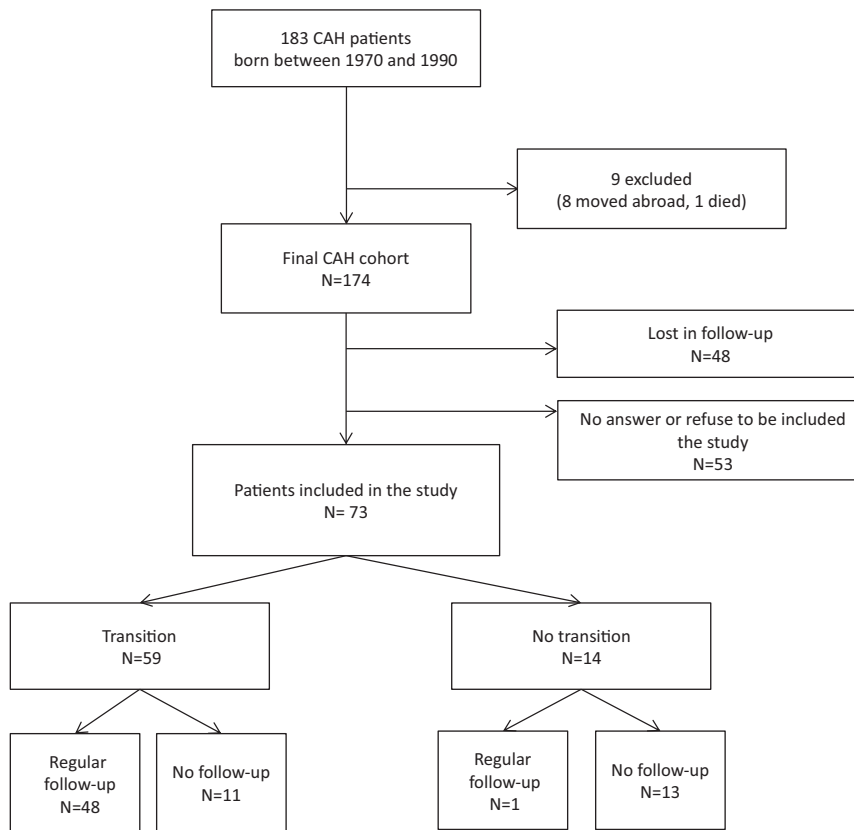 183 CAH patients
born between 1970 and 1990
9 excluded
(8 moved abroad, 1 died)
Final CAH cohort
N=174
Lost in follow-up
N=48
No answer or refuse to be included
the study
N=53
Patients included in the study
N= 73
Transition
N=59
No transition
N=14
Regular
follow-up
N=48
No follow-up
N=11
Regular
follow-up
N=1
No follow-up
N=13